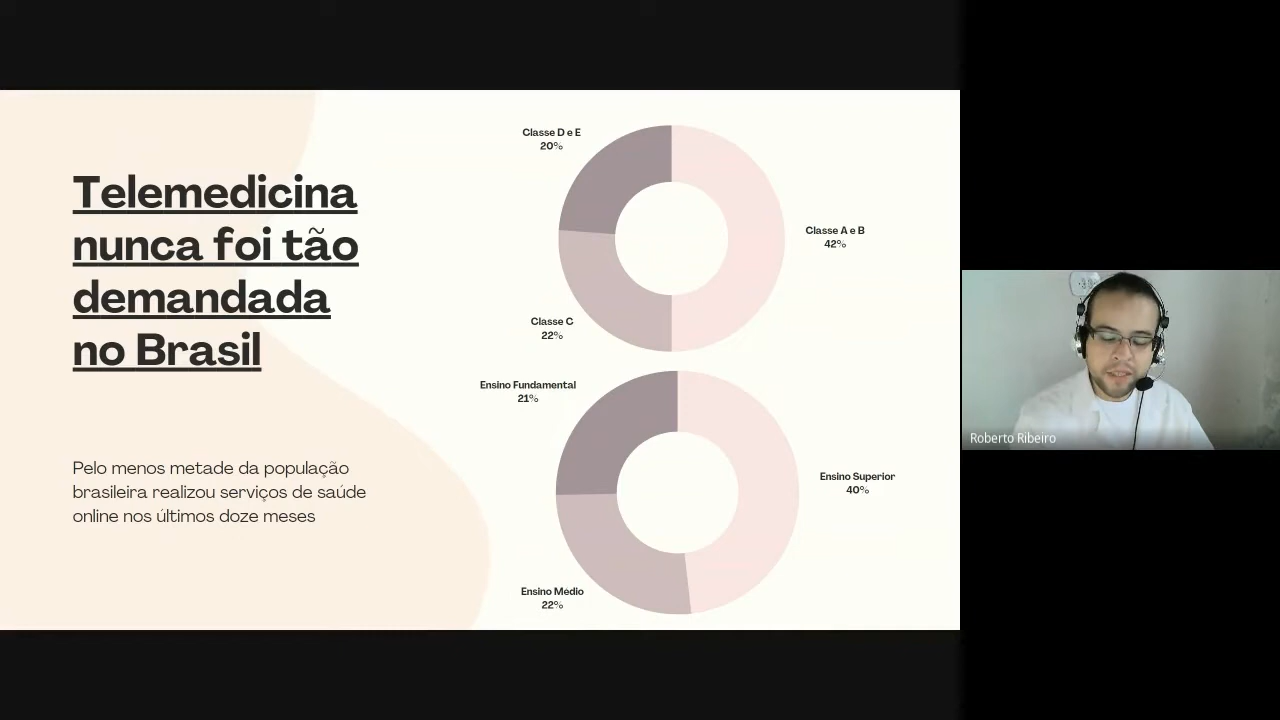 Telemedicina
nunca foi tão
demandada
no Brasil
Pelo menos metade da população
brasileira realizou serviços de saúde
online nos últimos doze meses
Classe D e E
20%
Classe A e B
42%
Classe C
22%
Ensino Fundamental
21%
Ensino Superior
40%
Ensino Médio
22%
Roberto Ribeiro